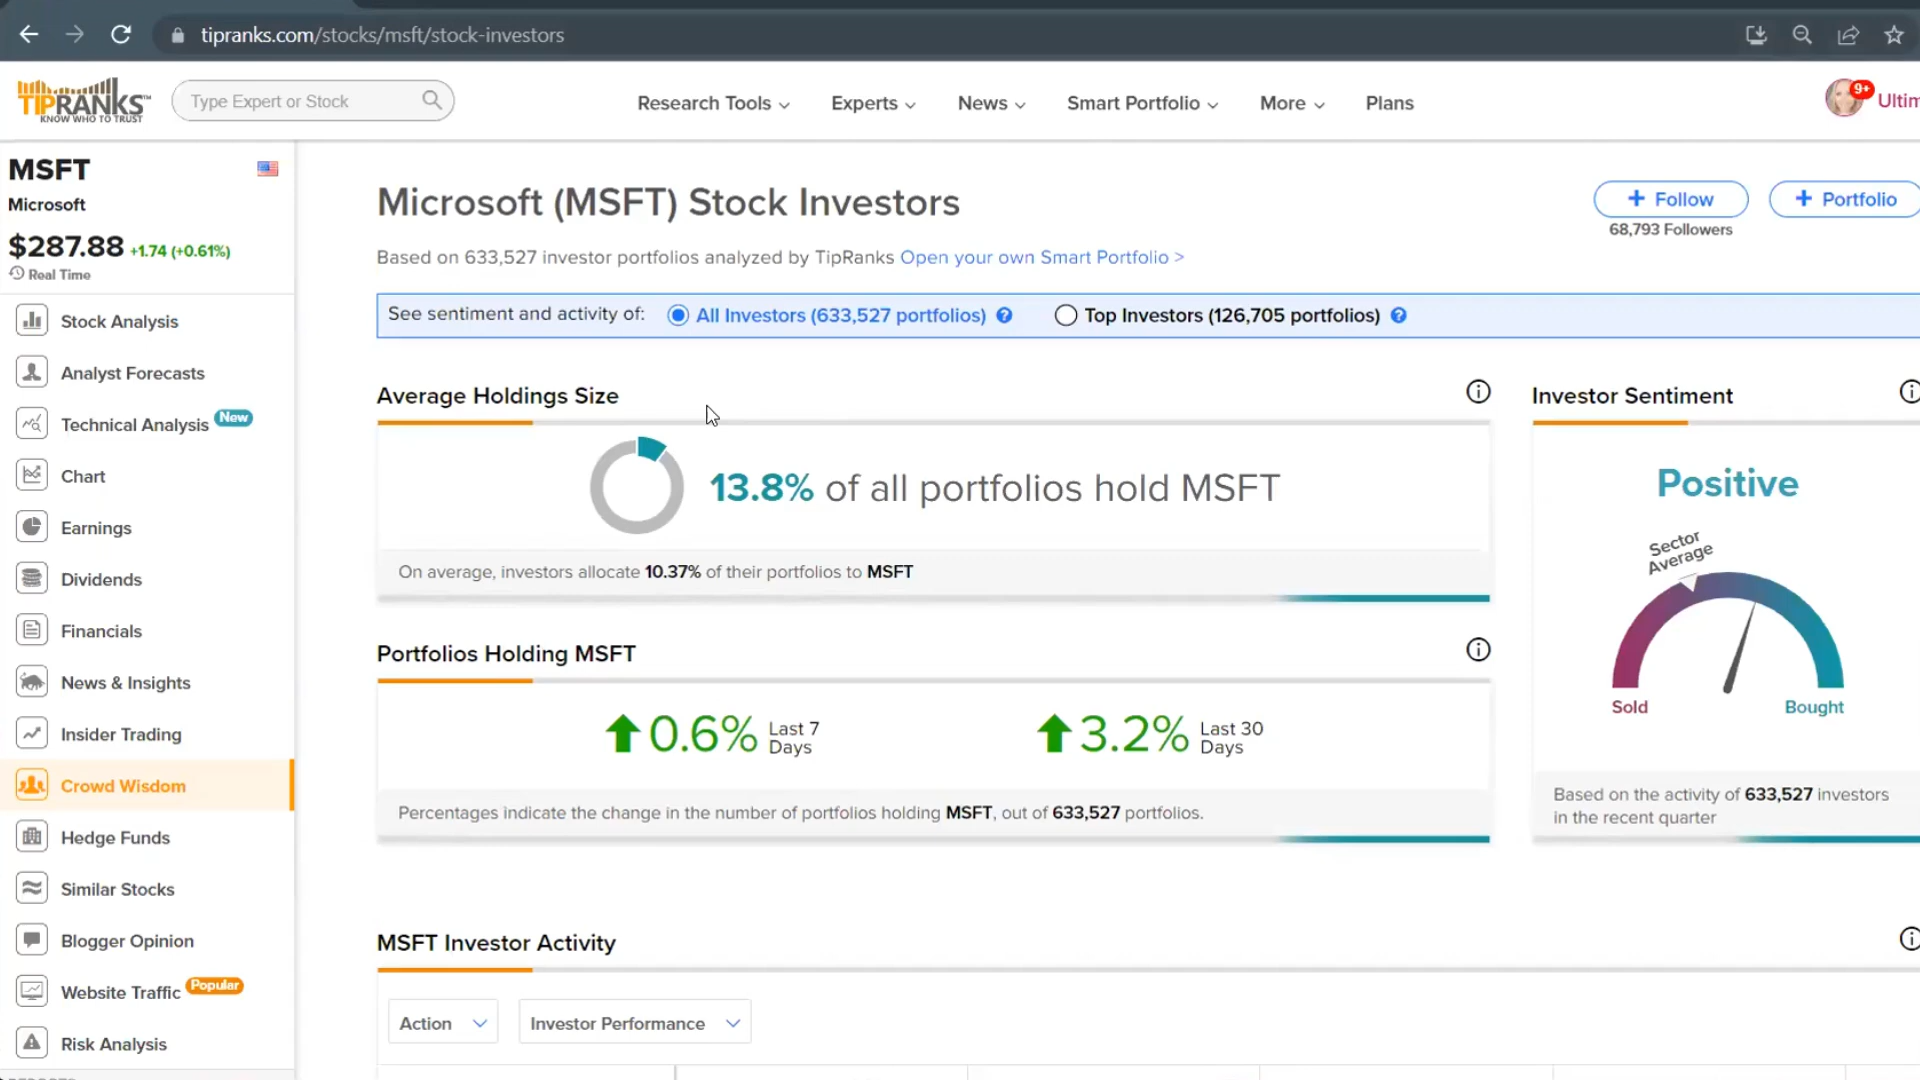 tipranks.com/stocks/msft/stock-investors
TIPRANKS™
KNOW WHO TO TRUST
Type Expert or Stock
Research Tools
Experts
News
Smart Portfolio
More
Plans
9+
MSFT
Microsoft
$287.88 +1.74 (+0.61%)
Real Time
Stock Analysis
Analyst Forecasts
Technical Analysis New
Chart
Earnings
Dividends
Financials
News & Insights
Insider Trading
Crowd Wisdom
Hedge Funds
Similar Stocks
Blogger Opinion
Website Traffic Popular
Risk Analysis
Microsoft (MSFT) Stock Investors
+ Follow
68,793 Followers
+ Portfolio
Based on 633,527 investor portfolios analyzed by TipRanks Open your own Smart Portfolio >
See sentiment and activity of: All Investors (633,527 portfolios) ? Top Investors (126,705 portfolios) ?
Average Holdings Size
13.8% of all portfolios hold MSFT
On average, investors allocate 10.37% of their portfolios to MSFT
Portfolios Holding MSFT
0.6% Last 7 Days
3.2% Last 30 Days
Percentages indicate the change in the number of portfolios holding MSFT, out of 633,527 portfolios.
Investor Sentiment
Positive
Sector
Average
Sold
Bought
Based on the activity of 633,527 investors
in the recent quarter
MSFT Investor Activity
Action
Investor Performance